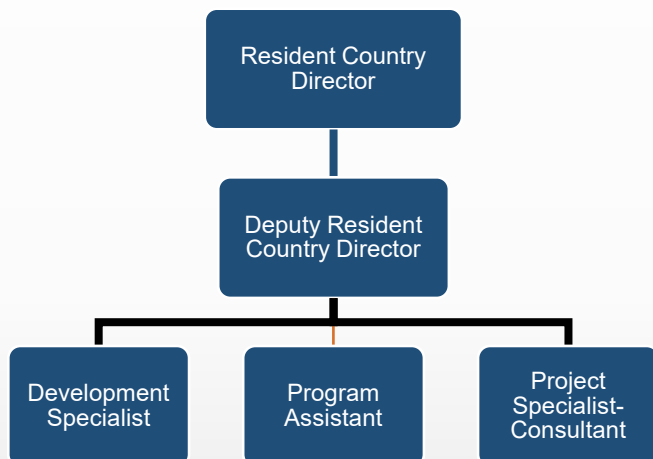 Resident Country
Director
Deputy Resident
Country Director
Development
Specialist
Program
Assistant
Project
Specialist-
Consultant